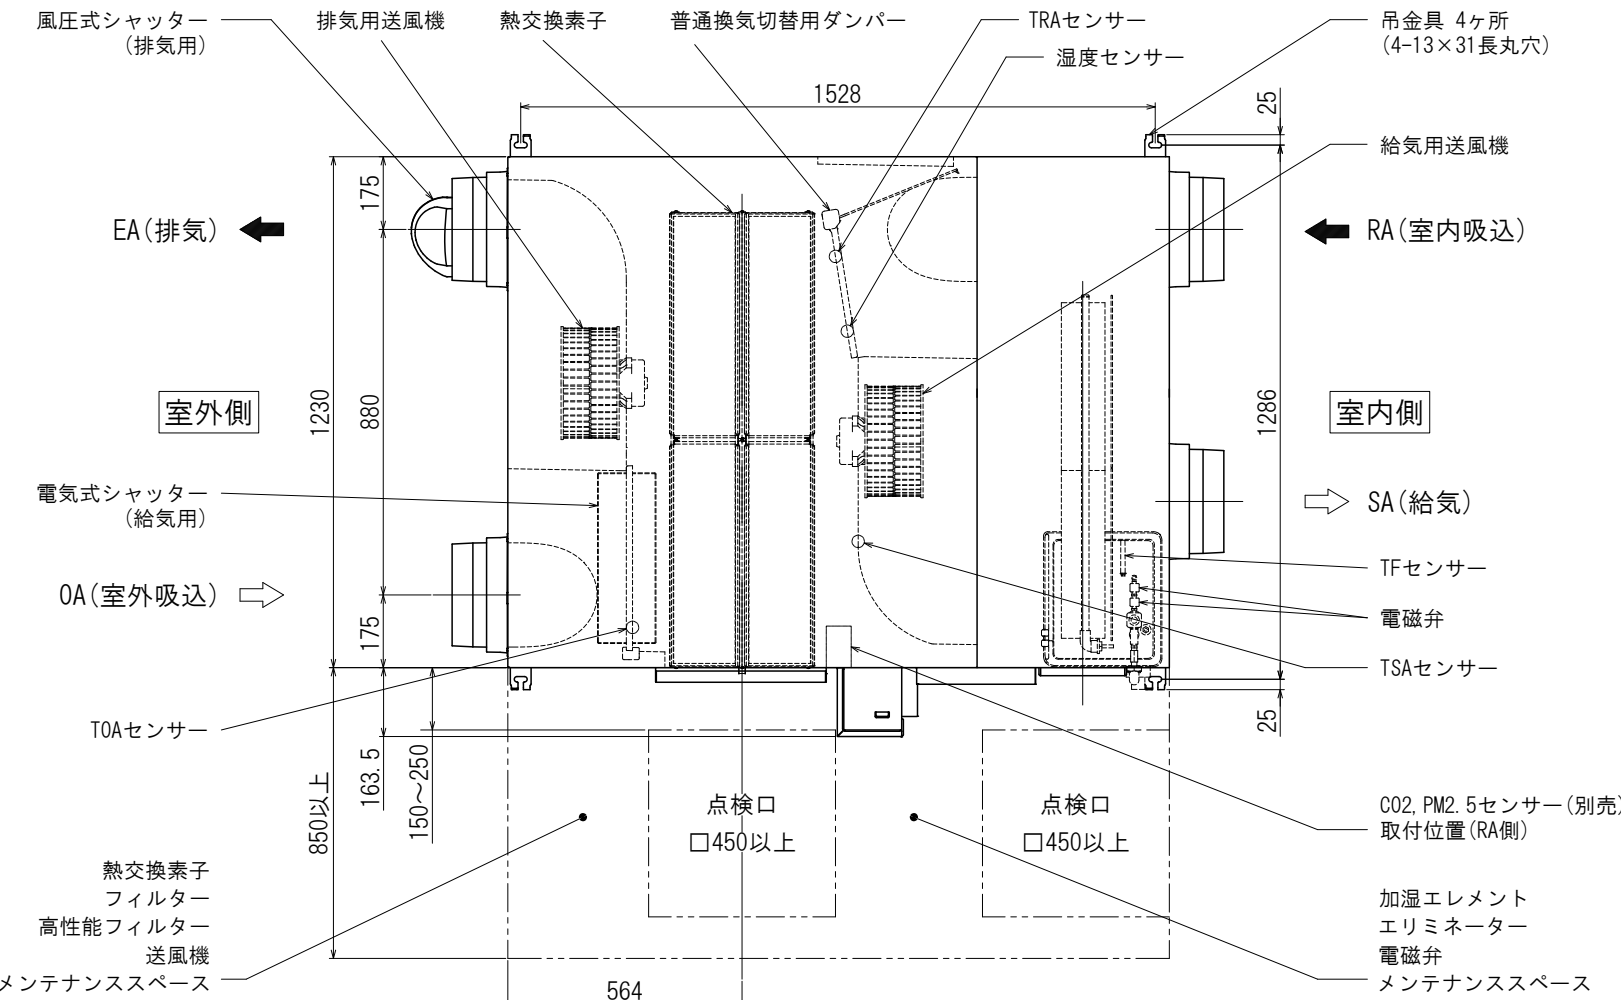 風圧式シャッター
(排気用)
排気用送風機
熱交換素子
普通換気切替用ダンパー
TRAセンサー
湿度センサー
吊金具 4ヶ所
(4-13×31長丸穴)
1528
25
給気用送風機
175
EA(排気)
RA(室内吸込)
室外側
1230
880
1286
室内側
電気式シャッター
(給気用)
SA(給気)
OA(室外吸込)
175
TFセンサー
電磁弁
TSAセンサー
TOAセンサー
25
850以上
163.5
150～250
点検口
□450以上
点検口
□450以上
CO2,PM2.5センサー(別売)
取付位置(RA側)
熱交換素子
フィルター
高性能フィルター
送風機
メンテナンススペース
加湿エレメント
エリミネーター
電磁弁
メンテナンススペース
564